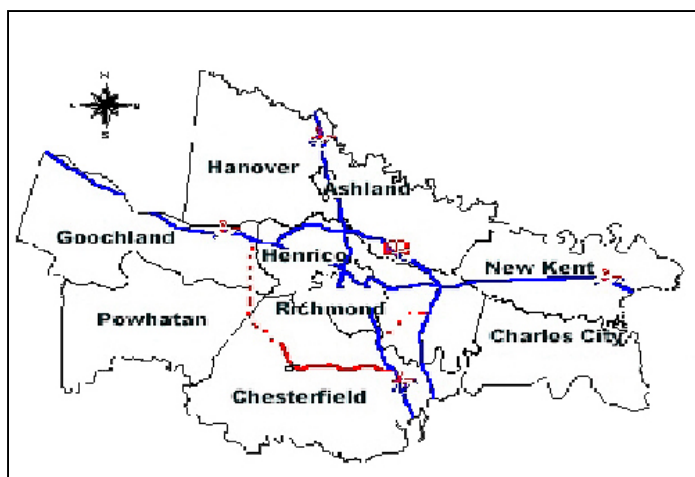 Hanover
Ashland
Goochland
Henrico
New Kent
Richmond
Powhatan
Charles City
Chesterfield